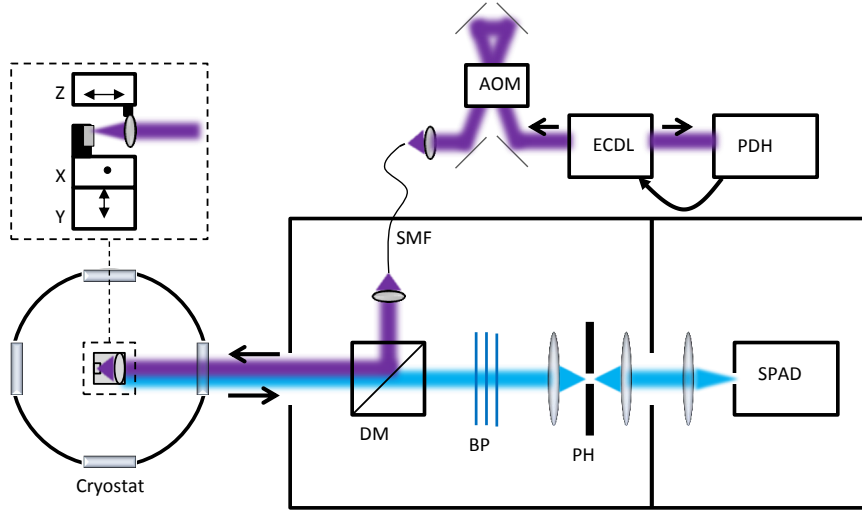 Z
AOM
ECDL
PDH
X
Y
SMF
SPAD
DM
BP
PH
Cryostat